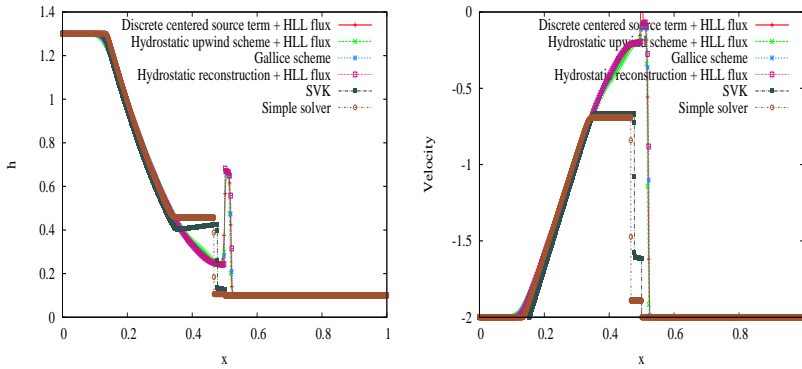 Discrete centered source term + HLL flux
Hydrostatic upwind scheme + HLL flux
Gallice scheme
Hydrostatic reconstruction + HLL flux
SVK
Simple solver
1.4
1.2
1
0.8
0.6
0.4
0.2
0
h
0
0.2
0.4
0.6
0.8
1
x
Discrete centered source term + HLL flux
Hydrostatic upwind scheme + HLL flux
Gallice scheme
Hydrostatic reconstruction + HLL flux
SVK
Simple solver
0
-0.5
-1
-1.5
-2
Velocity
0
0.2
0.4
0.6
0.8
x